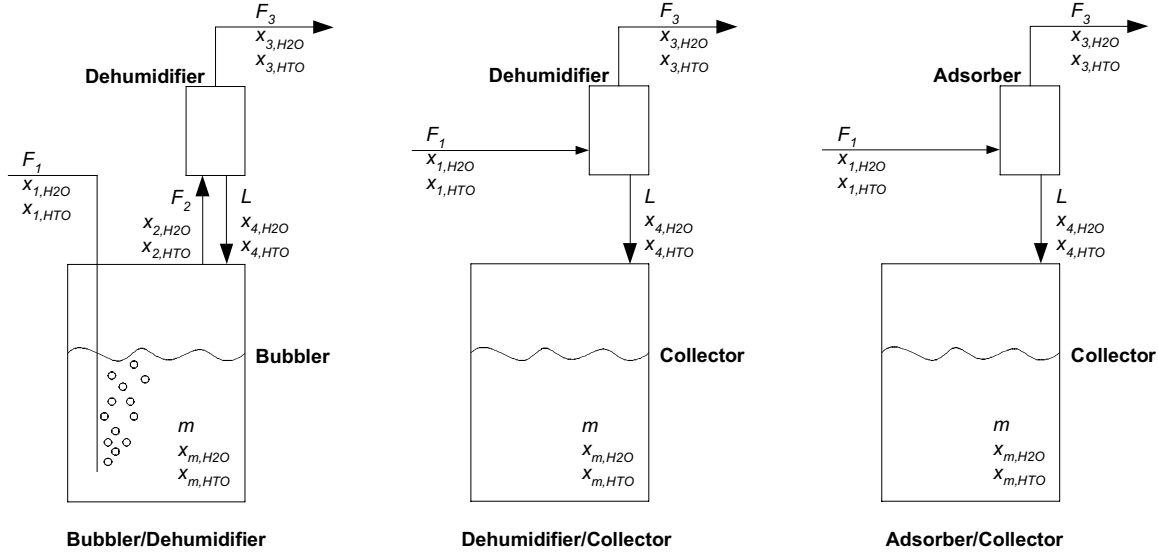 F3
x3,H2O
x3,HTO
Dehumidifier
F1
x1,H2O
x1,HTO
F2
x2,H2O
x2,HTO
L
x4,H2O
x4,HTO
Bubbler
m
xm,H2O
xm,HTO
Bubbler/Dehumidifier
F3
x3,H2O
x3,HTO
Dehumidifier
F1
x1,H2O
x1,HTO
L
x4,H2O
x4,HTO
Collector
m
xm,H2O
xm,HTO
Dehumidifier/Collector
F3
x3,H2O
x3,HTO
Adsorber
F1
x1,H2O
x1,HTO
L
x4,H2O
x4,HTO
Collector
m
xm,H2O
xm,HTO
Adsorber/Collector